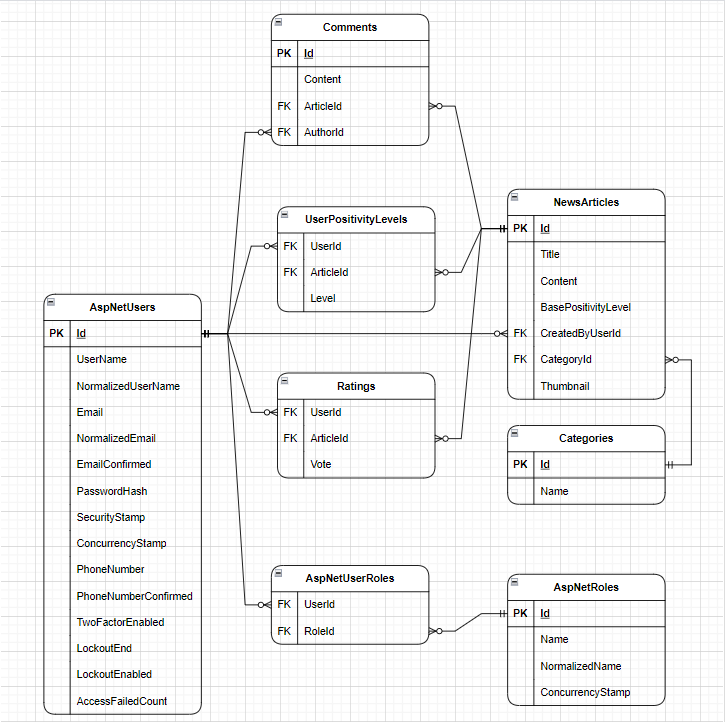 Comments
PK Id
Content
FK ArticleId
FK AuthorId
UserPositivityLevels
FK UserId
FK ArticleId
Level
NewsArticles
PK Id
Title
Content
BasePositivityLevel
FK CreatedByUserId
FK CategoryId
Thumbnail
AspNetUsers
PK Id
UserName
NormalizedUserName
Email
NormalizedEmail
EmailConfirmed
PasswordHash
SecurityStamp
ConcurrencyStamp
PhoneNumber
PhoneNumberConfirmed
TwoFactorEnabled
LockoutEnd
LockoutEnabled
AccessFailedCount
Ratings
FK UserId
FK ArticleId
Vote
Categories
PK Id
Name
AspNetUserRoles
FK UserId
FK RoleId
AspNetRoles
PK Id
Name
NormalizedName
ConcurrencyStamp